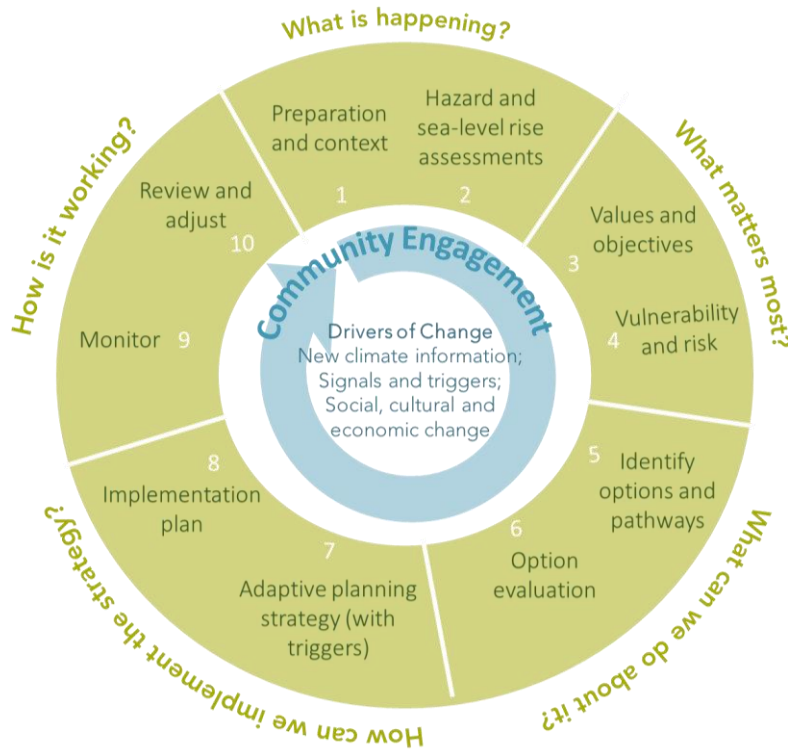 What is happening?
Preparation
and context
1
Hazard and
sea-level rise
assessments
2
What matters most?
Values and
objectives
3
Vulnerability
and risk
4
What can we do about it?
5
Identify
options and
pathways
6
Option
evaluation
How can we implement the strategy?
7
Adaptive planning
strategy (with
triggers)
8
Implementation
plan
How is it working?
Monitor
9
Review and
adjust
10
Community Engagement
Drivers of Change
New climate information;
Signals and triggers;
Social, cultural and
economic change